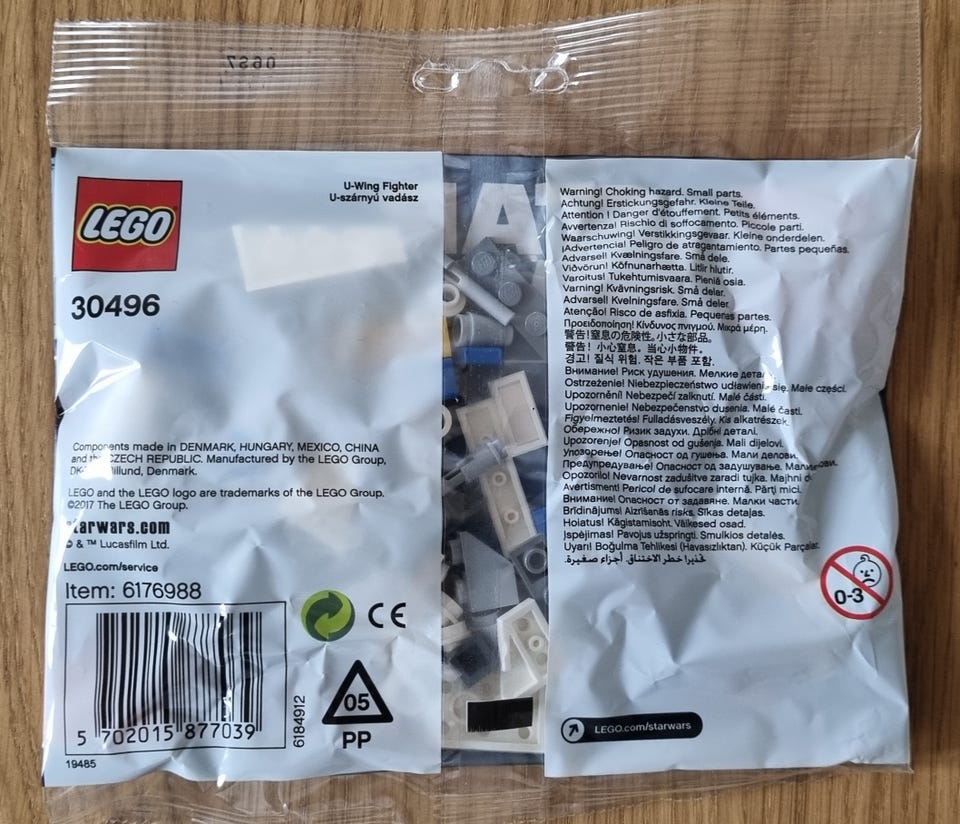 LEGO
30496
U-Wing Fighter
U-szárnyú vadász
Components made in DENMARK, HUNGARY, MEXICO, CHINA
and CZECH REPUBLIC. Manufactured by the LEGO Group,
Denmark.
LEGO and the LEGO logo are trademarks of the LEGO Group.
©2017 The LEGO Group.
starwars.com
© & ™ Lucasfilm Ltd.
LEGO.com/service
Item: 6176988
5 702015 877039
19485
6184912
CE
05
PP
Warning! Choking hazard. Small parts.
Achtung! Erstickungsgefahr. Kleine Teile.
Attention ! Danger d'étouffement. Petits éléments.
Avvertenza! Rischio di soffocamento. Piccole parti.
Waarschuwing! Verstikkingsgevaar. Kleine onderdelen.
¡Advertencia! Peligro de atragantamiento. Partes pequeñas.
Advarsel! Kvælningsfare. Små dele.
Viðvörun! Köfnunarhætta. Litlir hlutir.
Varoitus! Tukehtumisvaara. Pieniä osia.
Varning! Kvävningsrisk. Små delar.
Advarsel! Kvelningsfare. Små deler
Atenção! Risco de asfixia. Pequenas partes.
Προειδοποίηση! Κίνδυνος πνιγμού. Μικρά μέρη.
警告!窒息の危険性。小さな部品。
警告! 小心窒息。当心小物件。
경고! 질식 위험. 작은 부품 포함.
Внимание! Риск удушения. Мелкие детали.
Ostrzeżenie! Niebezpieczeństwo udławienia się. Małe części.
Upozornění! Nebezpečí zalknutí. Malé části.
Upozornenie! Nebezpečenstvo dusenia. Malé časti.
Figyelmeztetés! Fulladásveszély. Kis alkatrészek.
Обережно! Ризик задухи. Дрібні деталі.
Upozorenje! Opasnost od gušenja. Mali dijelovi.
Упозорење! Опасност од гушења. Мали делови.
Предупредување! Опасност од задушување. Мали делови.
Opozorilo! Nevarnost zadušitve zaradi tujka. Majhni
Avertisment! Pericol de sufocare internă. Părţi mici.
Внимание! Опасност от задавяне. Малки части.
Brīdinājums! Aizrīšanās risks. Sīkas detaļas.
Hoiatus! Kägistamisoht. Väikesed osad.
Įspėjimas! Pavojus užspringti. Smulkios detalės.
Uyarı! Boğulma Tehlikesi (Havasızlıktan). Küçük Parçalar.
تحذير! خطر الاختناق. أجزاء صغيرة.
0-3
LEGO.com/starwars